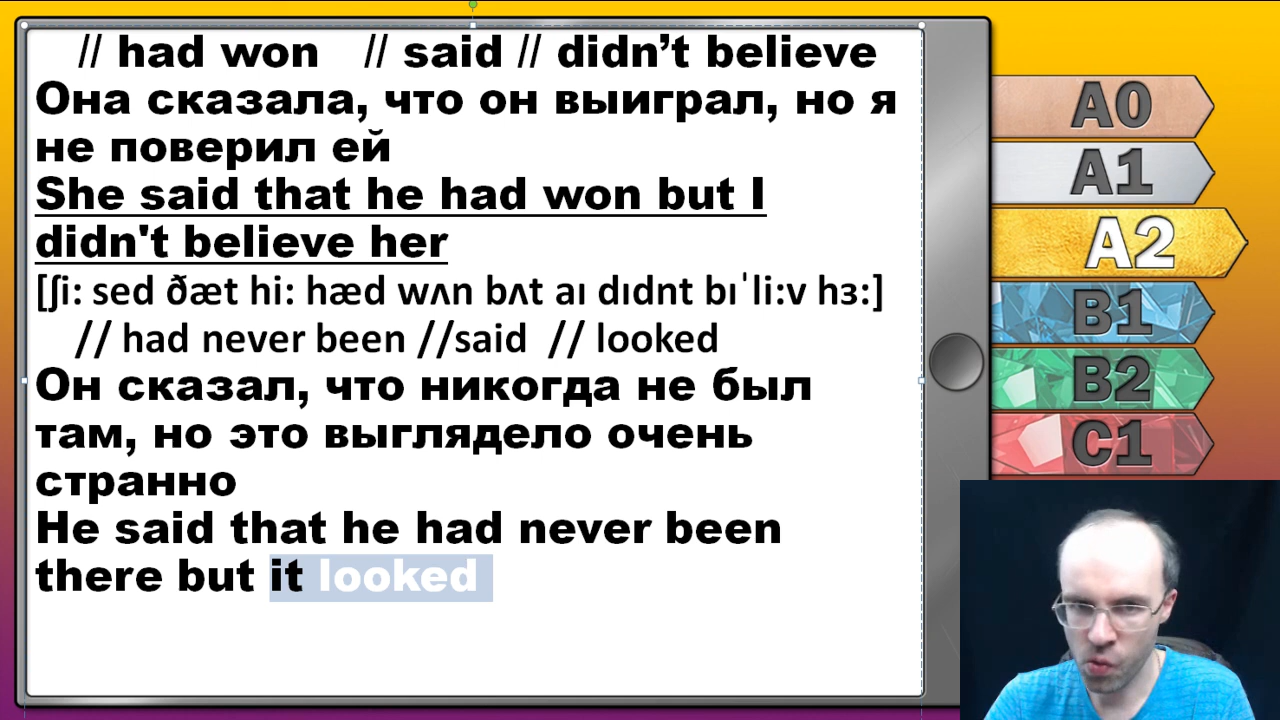 // had won // said // didn’t believe
Она сказала, что он выиграл, но я
не поверил ей
She said that he had won but I
didn't believe her
[ʃi: sed ðæt hi: hæd wʌn bʌt aı dıdnt bıˈli:v hɜ:]
// had never been //said // looked
Он сказал, что никогда не был
там, но это выглядело очень
странно
He said that he had never been
there but it looked
A0
A1
A2
B1
B2
C1